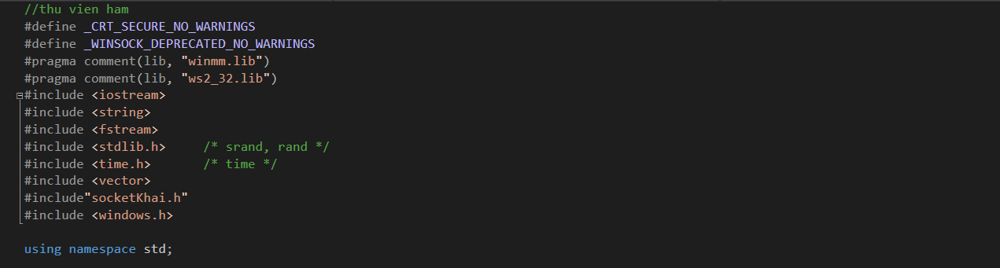 //thu vien ham
#define _CRT_SECURE_NO_WARNINGS
#define _WINSOCK_DEPRECATED_NO_WARNINGS
#pragma comment(lib, "winmm.lib")
#pragma comment(lib, "ws2_32.lib")
#include <iostream>
#include <string>
#include <fstream>
#include <stdlib.h>     /* srand, rand */
#include <time.h>       /* time */
#include <vector>
#include"socketKhai.h"
#include <windows.h>
using namespace std;